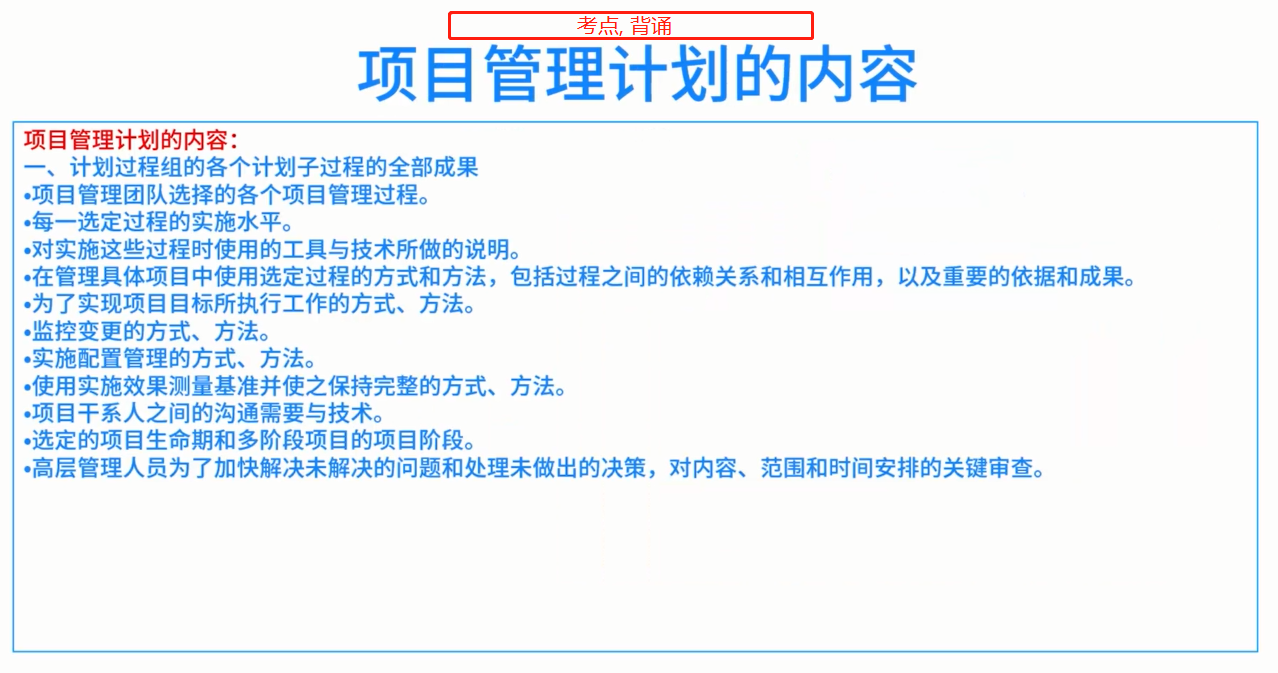 考点, 背诵
项目管理计划的内容
项目管理计划的内容：
一、计划过程组的各个计划子过程的全部成果
•项目管理团队选择的各个项目管理过程。
•每一选定过程的实施水平。
•对实施这些过程时使用的工具与技术所做的说明。
•在管理具体项目中使用选定过程的方式和方法，包括过程之间的依赖关系和相互作用，以及重要的依据和成果。
•为了实现项目目标所执行工作的方式、方法。
•监控变更的方式、方法。
•实施配置管理的方式、方法。
•使用实施效果测量基准并使之保持完整的方式、方法。
•项目干系人之间的沟通需要与技术。
•选定的项目生命期和多阶段项目的项目阶段。
•高层管理人员为了加快解决未解决的问题和处理未做出的决策，对内容、范围和时间安排的关键审查。